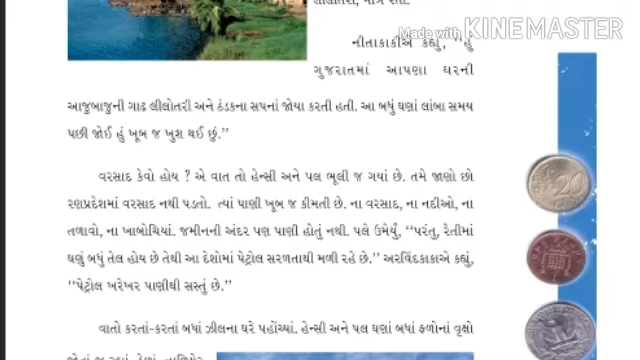 લીલોતરી, માત્ર રેતી.
Made with KINEMASTER
નીતાકાકીએ કહ્યું, “હું
ગુજરાતમાં આપણા ઘરની
આજુબાજુની ગાઢ લીલોતરી અને ઠંડકના સપનાં જોયા કરતી હતી. આ બધું ઘણાં લાંબા સમય
પછી જોઈ હું ખૂબ જ ખુશ થઈ છું.”
વરસાદ કેવો હોય ? એ વાત તો હેન્સી અને પલ ભૂલી જ ગયાં છે. તમે જાણો છો
રણપ્રદેશમાં વરસાદ નથી પડતો. ત્યાં પાણી ખૂબ જ કીમતી છે. ના વરસાદ, ના નદીઓ, ના
તળાવો, ના ખાબોચિયાં. જમીનની અંદર પણ પાણી હોતું નથી. પલે ઉમેર્યું, “પરંતુ, રેતીમાં
ઘણું બધું તેલ હોય છે તેથી આ દેશોમાં પેટ્રોલ સરળતાથી મળી રહે છે.” અરવિંદકાકાએ કહ્યું,
“પેટ્રોલ ખરેખર પાણીથી સસ્તું છે.”
વાતો કરતાં-કરતાં બધાં ઝીલના ઘરે પહોંચ્યાં. હેન્સી અને પલ ઘણાં બધાં ફળોનાં વૃક્ષો
20